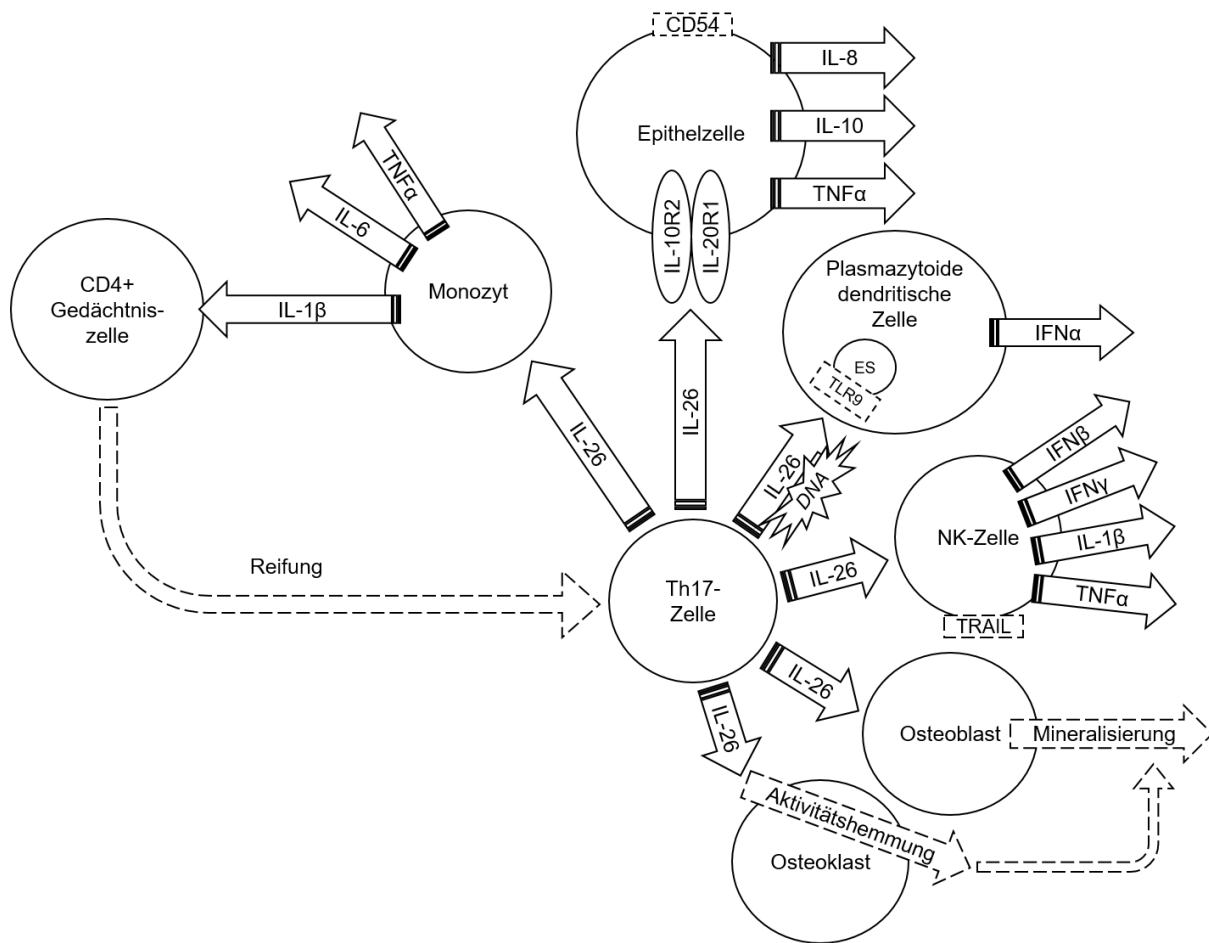 CD54
IL-8
IL-10
TNFα
Epithelzelle
IL-10R2
IL-20R1
TNFα
IL-6
IL-1β
Monozyt
CD4+
Gedächtnis-
zelle
Plasmazytoide
dendritische
Zelle
ES
TLR9
IFNα
IL-26
IL-26
IL-26
DNA
IFNβ
IFNγ
IL-1β
TNFα
NK-Zelle
TRAIL
IL-26
Reifung
Th17-
Zelle
IL-26
IL-26
Osteoblast
Mineralisierung
Aktivitätshemmung
Osteoklast